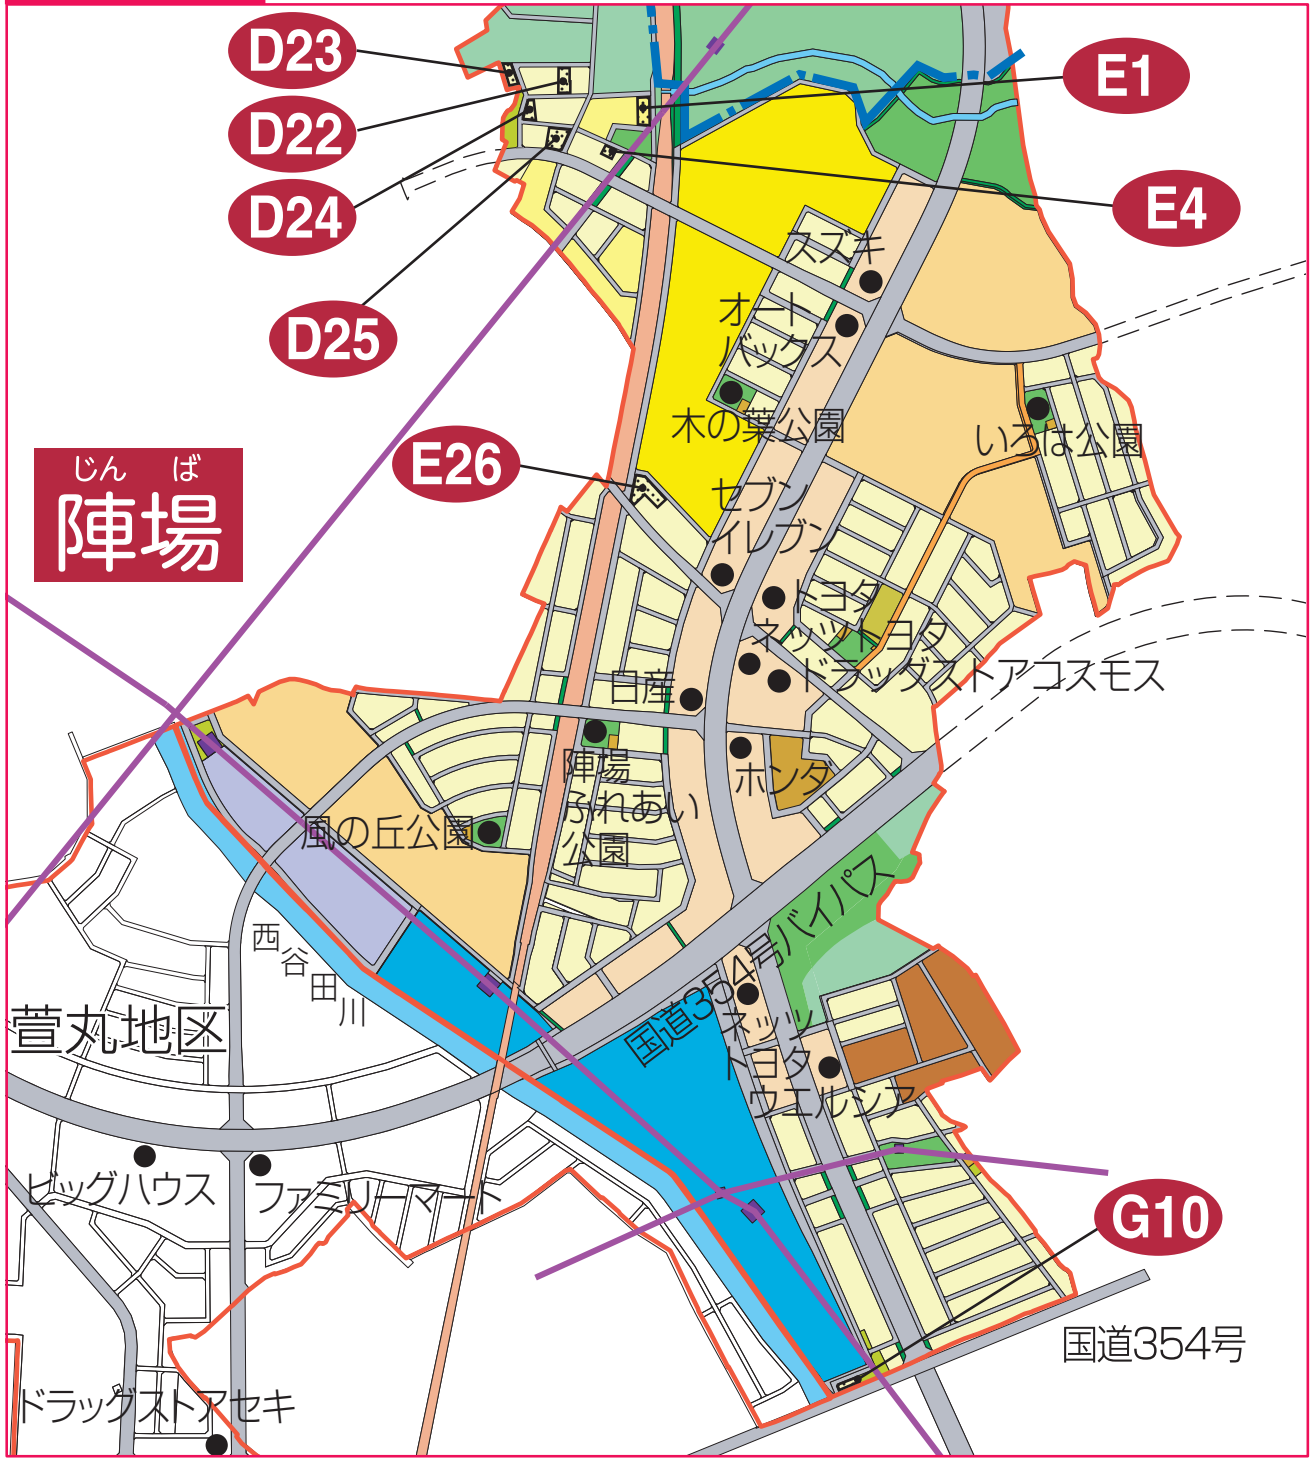 D23
D22
D24
D25
E1
E4
スズキ
オート
バックス
木の葉公園
いろは公園
E26
じん ば
陣場
セブン
イレブン
トヨタ
ネッツトヨタ
ドラッグストアコスモス
日産
陣場
ふれあい
公園
ホンダ
風の丘公園
西谷田川
萱丸地区
国道354号バイパス
ネッツ
トヨタ
ウエルシア
ビッグハウス
ファミリーマート
G10
国道354号
ドラッグストアセキ